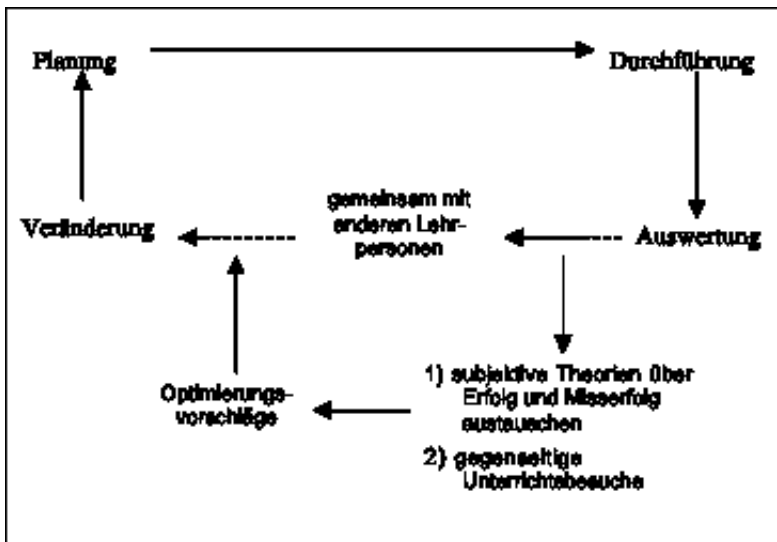 Planung
Durchführung
gemeinsam mit
anderen Lehr-
personen
Veränderung
Auswertung
1) subjektive Theorien über
Erfolg und Misserfolg
austauschen
Optimierungs-
vorschläge
2) gegenseitige
Unterrichtsbesuche